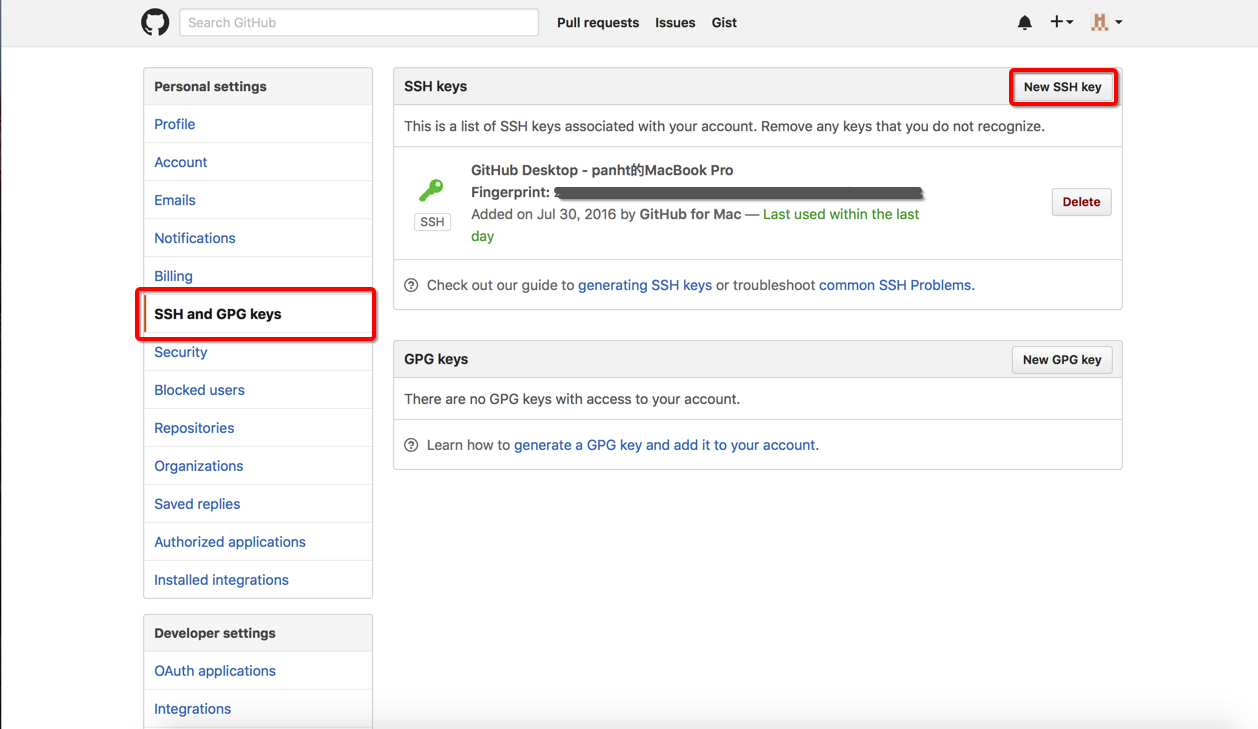 Search GitHub
Pull requests
Issues
Gist
Personal settings
Profile
Account
Emails
Notifications
Billing
SSH and GPG keys
Security
Blocked users
Repositories
Organizations
Saved replies
Authorized applications
Installed integrations
Developer settings
OAuth applications
Integrations
SSH keys
New SSH key
This is a list of SSH keys associated with your account. Remove any keys that you do not recognize.
SSH
GitHub Desktop - panht的MacBook Pro
Fingerprint:
Added on Jul 30, 2016 by GitHub for Mac — Last used within the last
day
Delete
Check out our guide to generating SSH keys or troubleshoot common SSH Problems.
GPG keys
New GPG key
There are no GPG keys with access to your account.
Learn how to generate a GPG key and add it to your account.